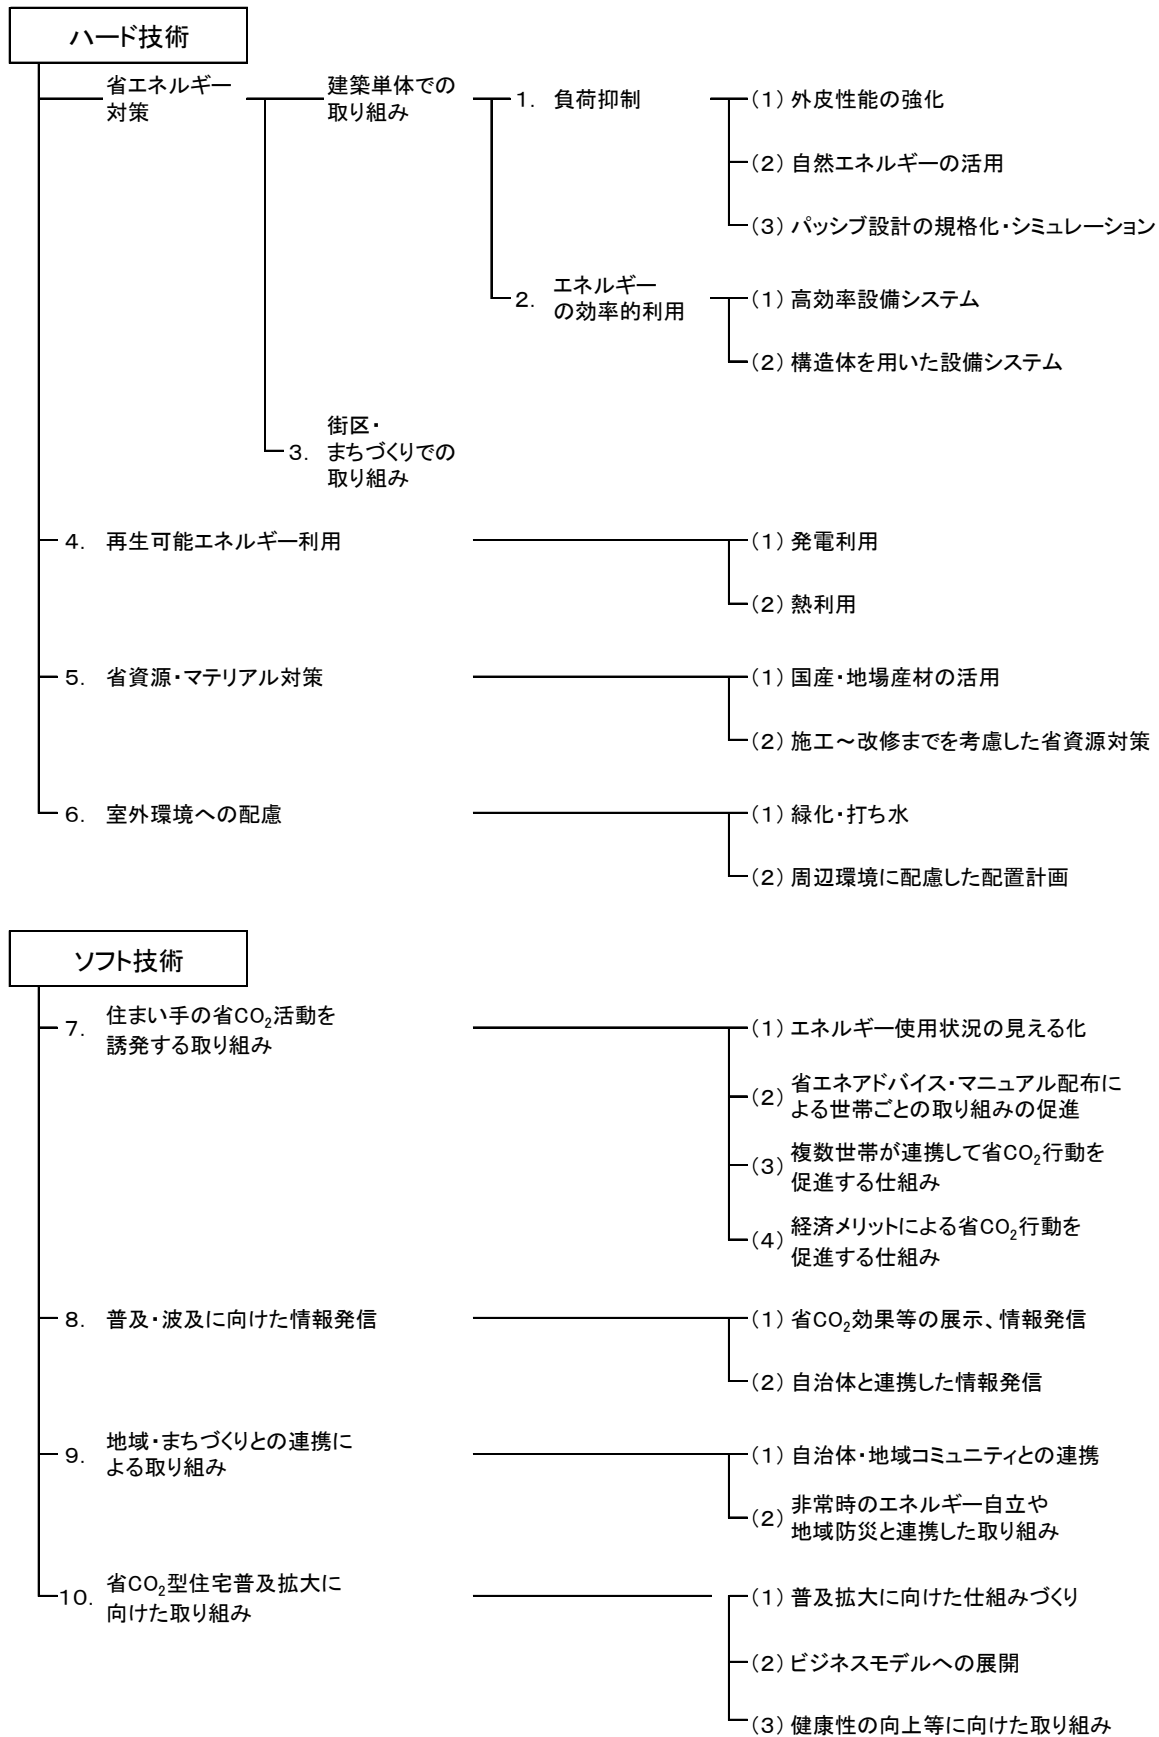 ハード技術
省エネルギー
対策
建築単体での
取り組み
1. 負荷抑制
(1) 外皮性能の強化
(2) 自然エネルギーの活用
(3) パッシブ設計の規格化・シミュレーション
2. エネルギー
の効率的利用
(1) 高効率設備システム
(2) 構造体を用いた設備システム
3. 街区・
まちづくりでの
取り組み
4. 再生可能エネルギー利用
(1) 発電利用
(2) 熱利用
5. 省資源・マテリアル対策
(1) 国産・地場産材の活用
(2) 施工～改修までを考慮した省資源対策
6. 室外環境への配慮
(1) 緑化・打ち水
(2) 周辺環境に配慮した配置計画
ソフト技術
7. 住まい手の省CO₂活動を
誘発する取り組み
(1) エネルギー使用状況の見える化
(2) 省エネアドバイス・マニュアル配布に
よる世帯ごとの取り組みの促進
(3) 複数世帯が連携して省CO₂行動を
促進する仕組み
(4) 経済メリットによる省CO₂行動を
促進する仕組み
8. 普及・波及に向けた情報発信
(1) 省CO₂効果等の展示、情報発信
(2) 自治体と連携した情報発信
9. 地域・まちづくりとの連携に
よる取り組み
(1) 自治体・地域コミュニティとの連携
(2) 非常時のエネルギー自立や
地域防災と連携した取り組み
10. 省CO₂型住宅普及拡大に
向けた取り組み
(1) 普及拡大に向けた仕組みづくり
(2) ビジネスモデルへの展開
(3) 健康性の向上等に向けた取り組み